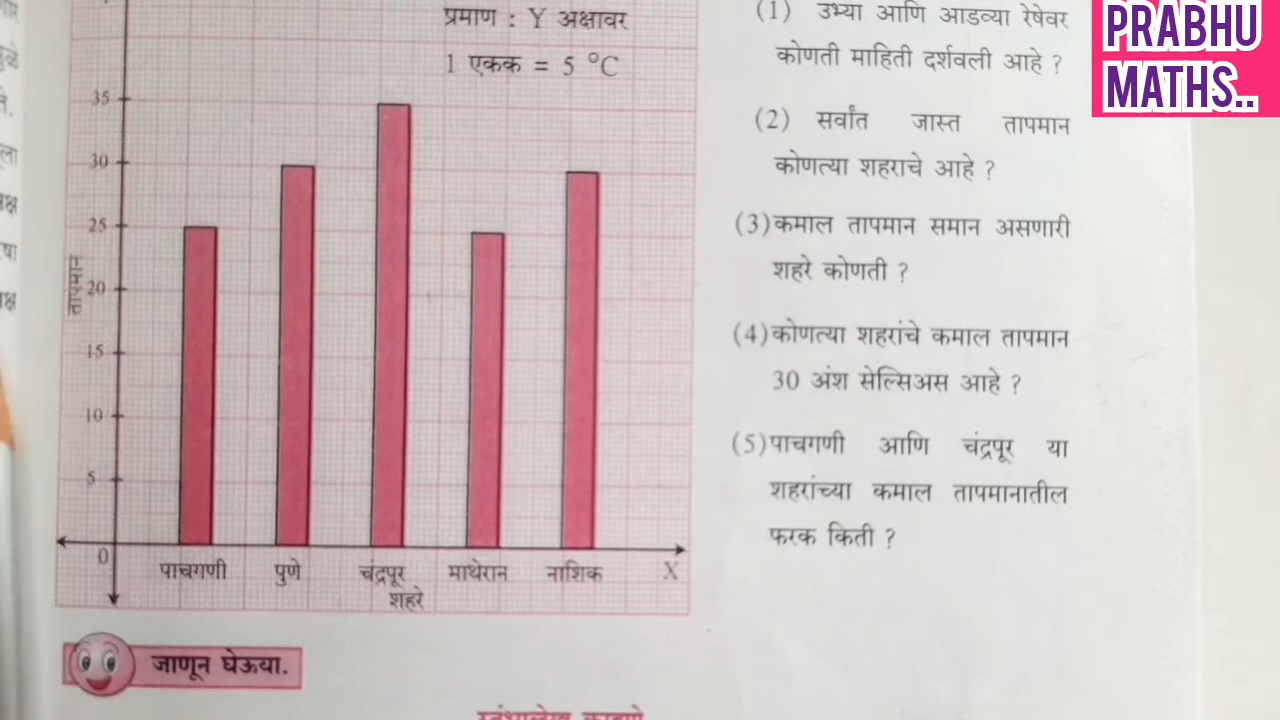 प्रमाण : Y अक्षावर
1 एकक = 5 °C
35
30
25
20
15
10
5
0
तापमान
पाचगणी पुणे चंद्रपूर माथेरान नाशिक X
शहरे
जाणून घेऊया.
(1) उभ्या आणि आडव्या रेषेवर
कोणती माहिती दर्शवली आहे ?
(2) सर्वांत जास्त तापमान
कोणत्या शहराचे आहे ?
(3) कमाल तापमान समान असणारी
शहरे कोणती ?
(4) कोणत्या शहरांचे कमाल तापमान
30 अंश सेल्सिअस आहे ?
(5) पाचगणी आणि चंद्रपूर या
शहरांच्या कमाल तापमानातील
फरक किती ?
PRABHU
MATHS..